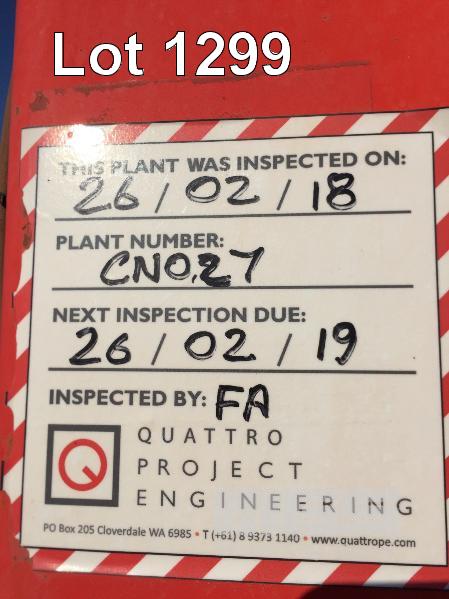 Lot 1299
THIS PLANT WAS INSPECTED ON:
26 / 02 / 18
PLANT NUMBER:
CNO.27
NEXT INSPECTION DUE:
26 / 02 / 19
INSPECTED BY: FA
Q QUATTRO
PROJECT
ENGINEERING
PO Box 205 Cloverdale WA 6985 • T (+61) 8 9373 1140 • www.quattrope.com